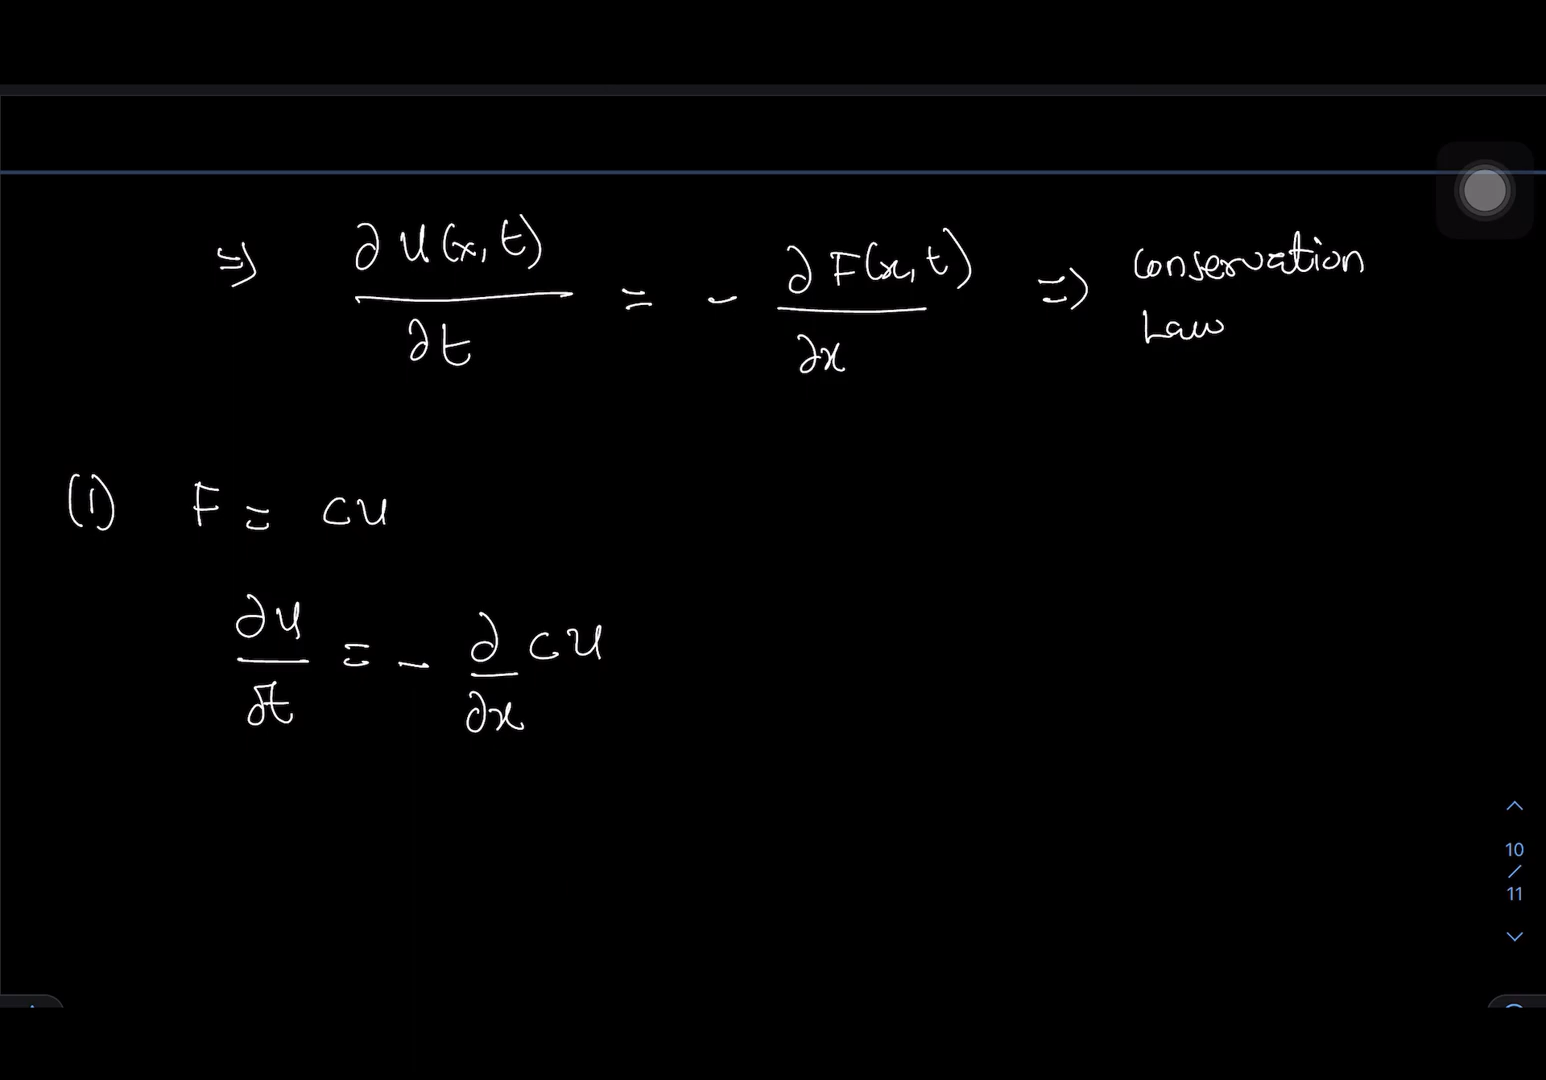 ⇒ ∂u(x,t)/∂t = - ∂F(x,t)/∂x ⇒ conservation
Law
(1) F = cu
∂u/∂t = - ∂/∂x cu
10
/
11